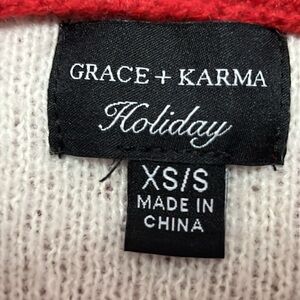 GRACE + KARMA
Holiday
XS/S
MADE IN
CHINA